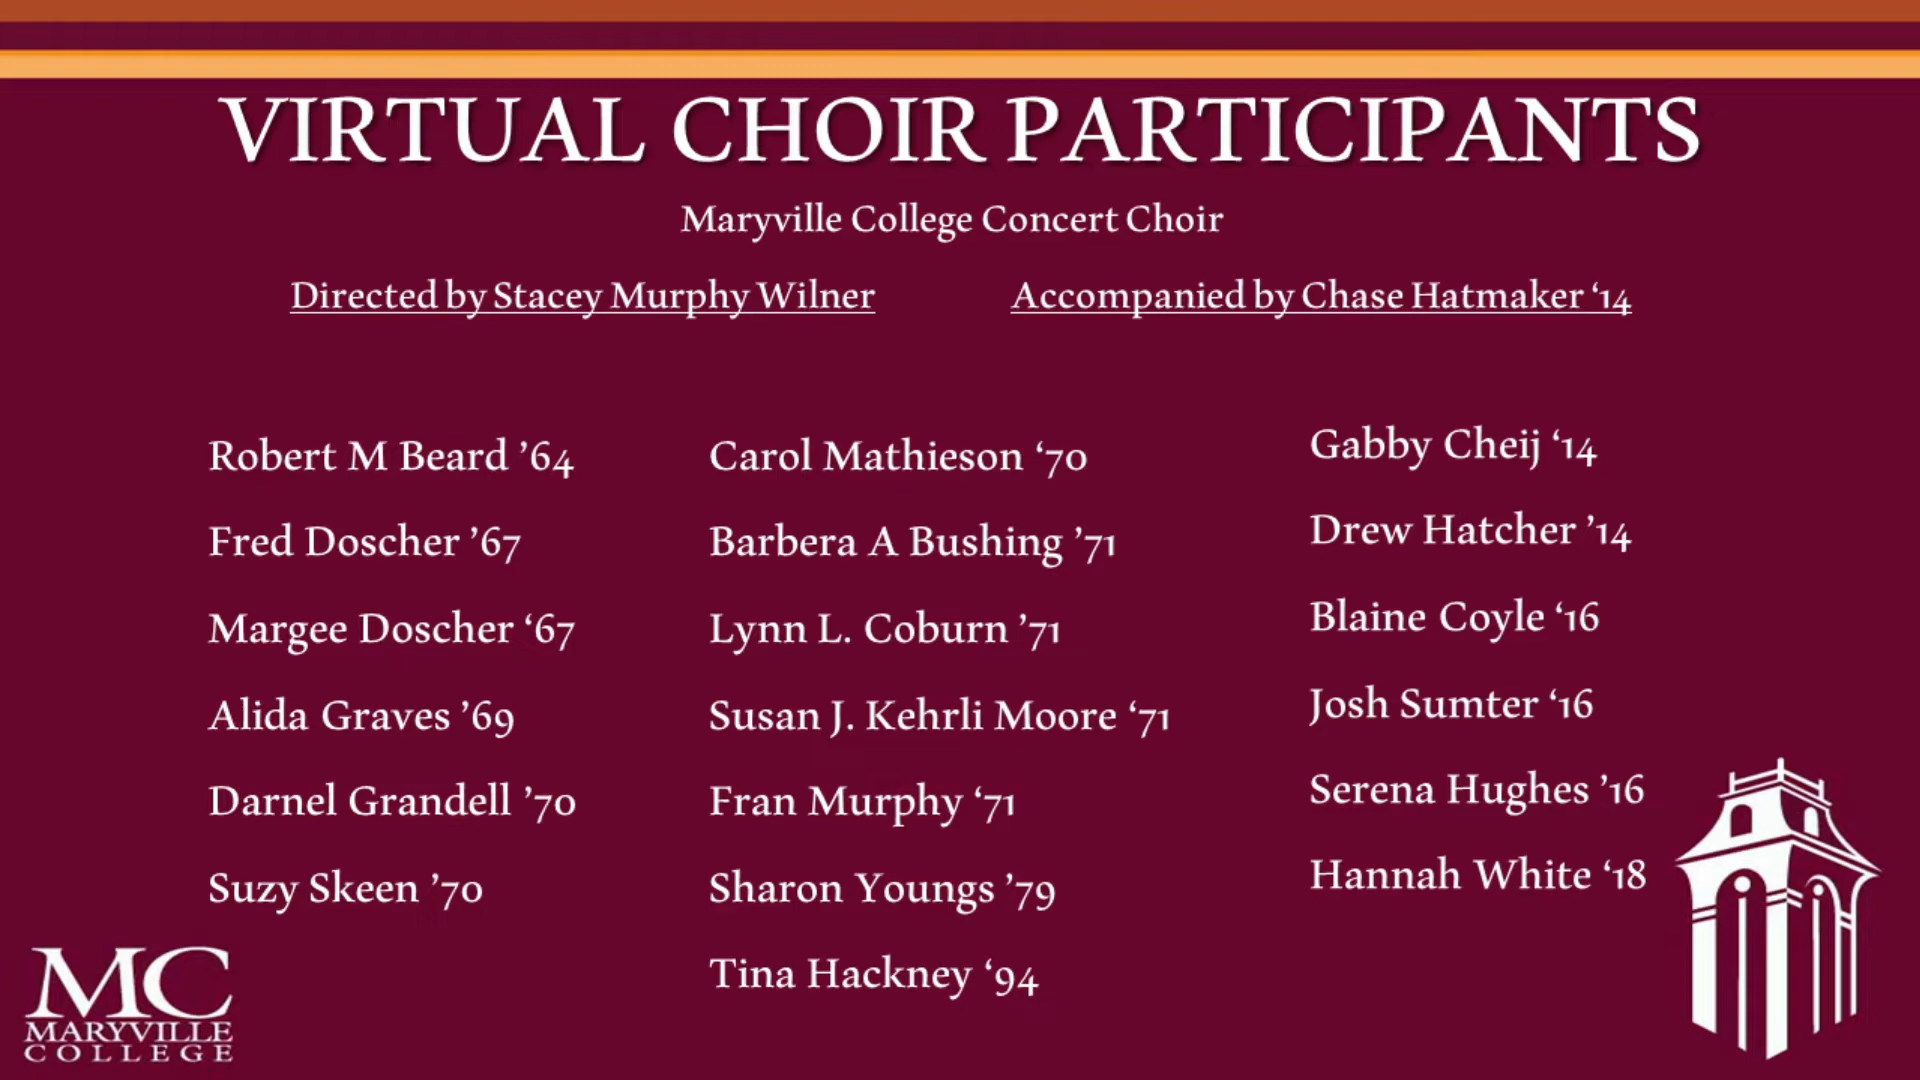 VIRTUAL CHOIR PARTICIPANTS
Maryville College Concert Choir
Directed by Stacey Murphy Wilner
Accompanied by Chase Hatmaker ‘14
Robert M Beard ’64
Fred Doscher ’67
Margee Doscher ‘67
Alida Graves ’69
Darnel Grandell ’70
Suzy Skeen ’70
Carol Mathieson ‘70
Barbera A Bushing ’71
Lynn L. Coburn ’71
Susan J. Kehrli Moore ‘71
Fran Murphy ‘71
Sharon Youngs ’79
Tina Hackney ‘94
Gabby Cheij ‘14
Drew Hatcher ’14
Blaine Coyle ‘16
Josh Sumter ‘16
Serena Hughes ’16
Hannah White ‘18
MC
MARYVILLE
COLLEGE